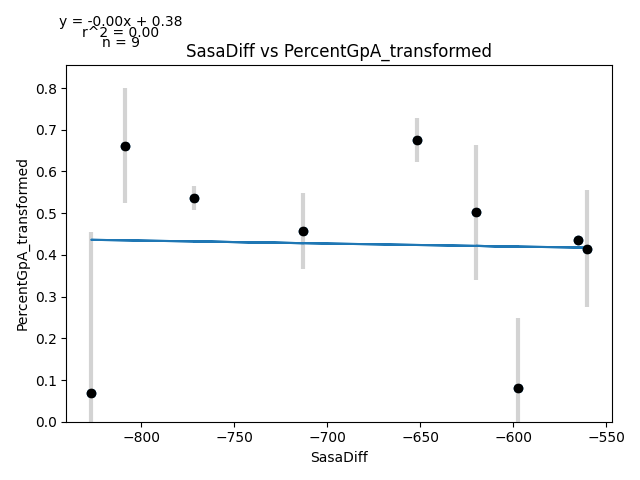 y = -0.00x + 0.38
r^2 = 0.00
n = 9
SasaDiff vs PercentGpA_transformed
0.8
0.7
0.6
0.5
0.4
0.3
0.2
0.1
0.0
PercentGpA_transformed
−800
−750
−700
−650
−600
−550
SasaDiff